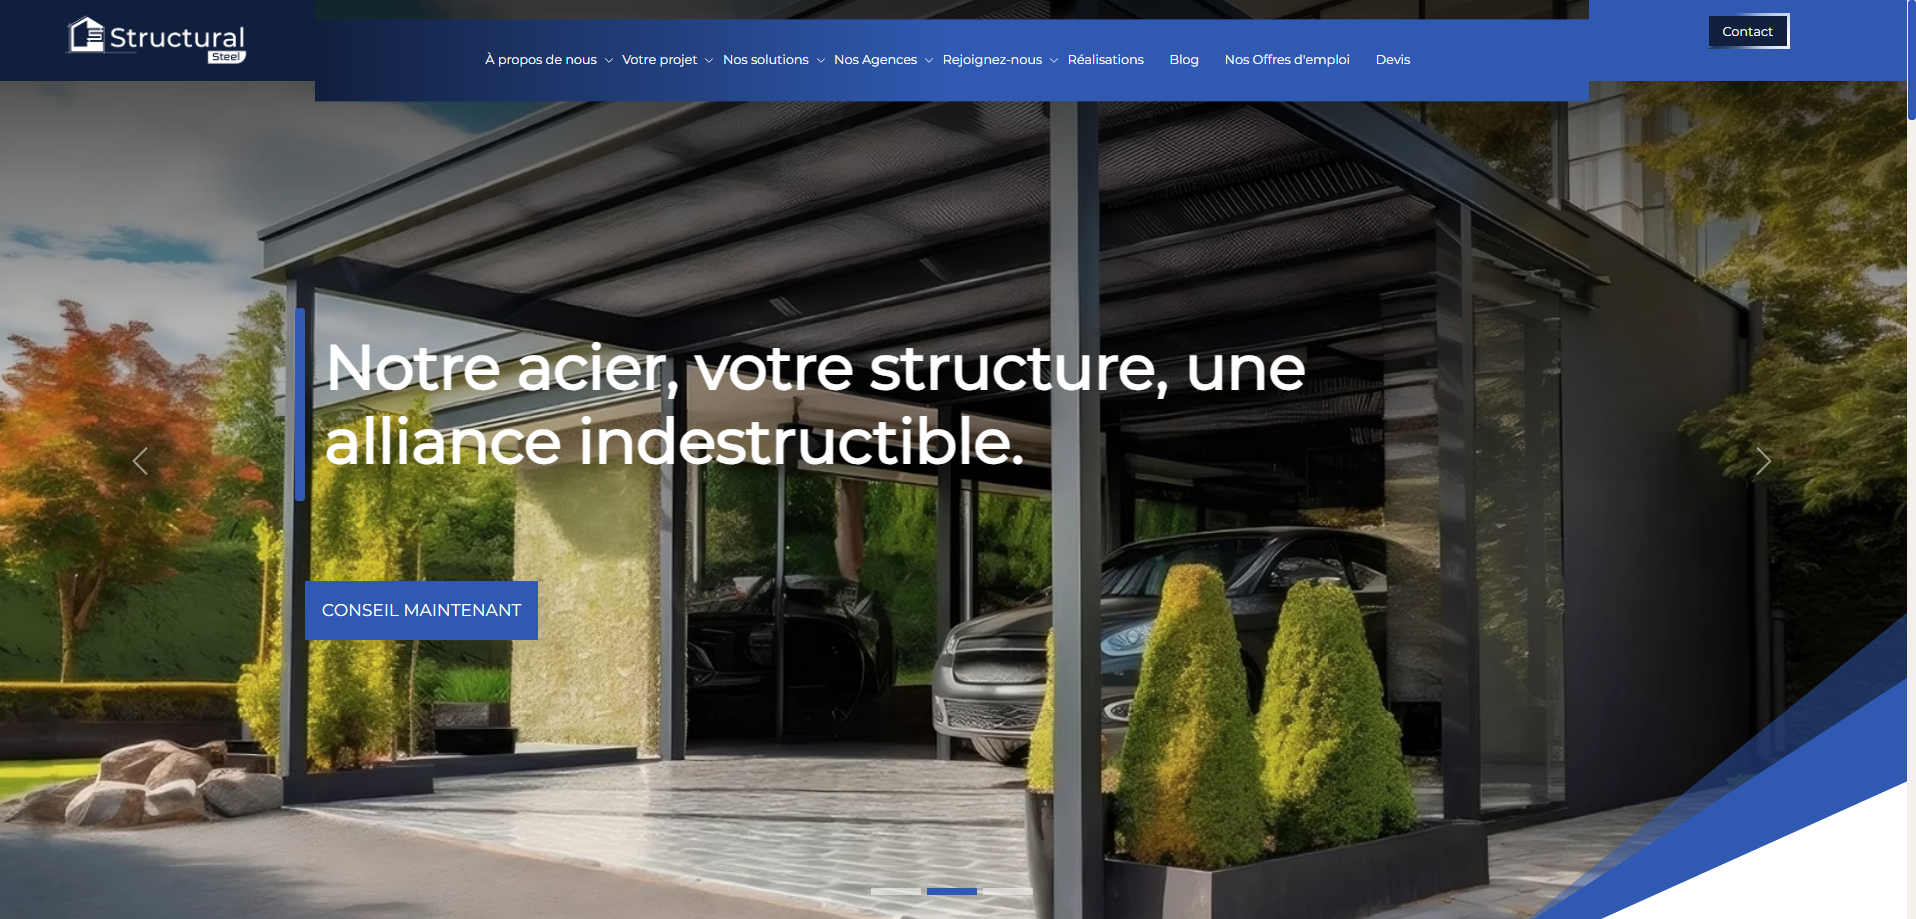 Structural
Steel
À propos de nous Votre projet Nos solutions Nos Agences Rejoignez-nous Réalisations Blog Nos Offres d'emploi Devis
Contact
Notre acier, votre structure, une
alliance indestructible.
CONSEIL MAINTENANT